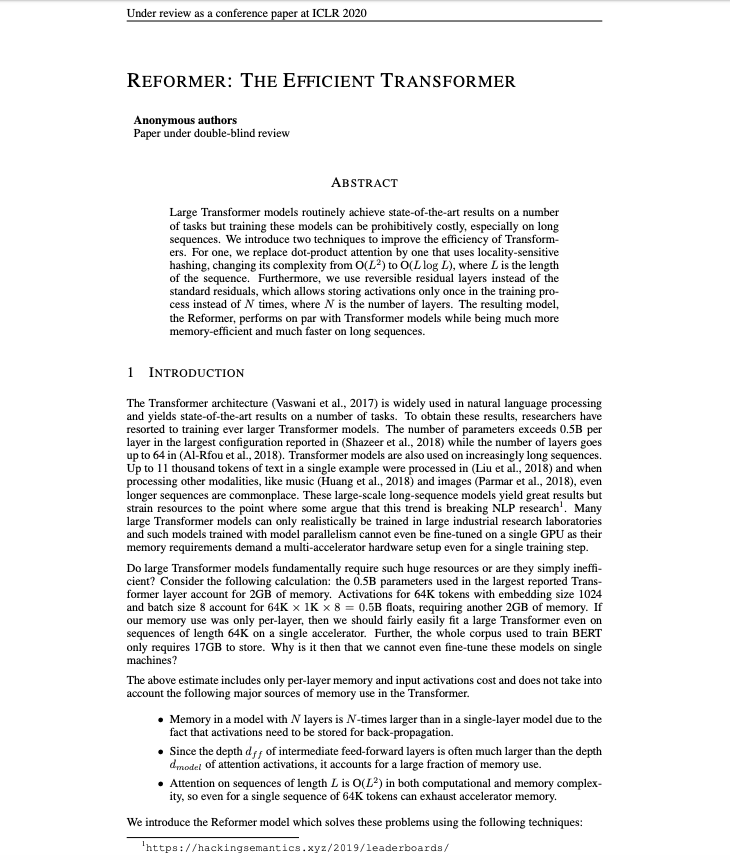 Under review as a conference paper at ICLR 2020
REFORMER: THE EFFICIENT TRANSFORMER
Anonymous authors
Paper under double-blind review
ABSTRACT
Large Transformer models routinely achieve state-of-the-art results on a number
of tasks but training these models can be prohibitively costly, especially on long
sequences. We introduce two techniques to improve the efficiency of Transform-
ers. For one, we replace dot-product attention by one that uses locality-sensitive
hashing, changing its complexity from O(L²) to O(L log L), where L is the length
of the sequence. Furthermore, we use reversible residual layers instead of the
standard residuals, which allows storing activations only once in the training pro-
cess instead of N times, where N is the number of layers. The resulting model,
the Reformer, performs on par with Transformer models while being much more
memory-efficient and much faster on long sequences.
1 INTRODUCTION
The Transformer architecture (Vaswani et al., 2017) is widely used in natural language processing
and yields state-of-the-art results on a number of tasks. To obtain these results, researchers have
resorted to training ever larger Transformer models. The number of parameters exceeds 0.5B per
layer in the largest configuration reported in (Shazeer et al., 2018) while the number of layers goes
up to 64 in (Al-Rfou et al., 2018). Transformer models are also used on increasingly long sequences.
Up to 11 thousand tokens of text in a single example were processed in (Liu et al., 2018) and when
processing other modalities, like music (Huang et al., 2018) and images (Parmar et al., 2018), even
longer sequences are commonplace. These large-scale long-sequence models yield great results but
strain resources to the point where some argue that this trend is breaking NLP research¹. Many
large Transformer models can only realistically be trained in large industrial research laboratories
and such models trained with model parallelism cannot even be fine-tuned on a single GPU as their
memory requirements demand a multi-accelerator hardware setup even for a single training step.
Do large Transformer models fundamentally require such huge resources or are they simply ineffi-
cient? Consider the following calculation: the 0.5B parameters used in the largest reported Trans-
former layer account for 2GB of memory. Activations for 64K tokens with embedding size 1024
and batch size 8 account for 64K × 1K × 8 = 0.5B floats, requiring another 2GB of memory. If
our memory use was only per-layer, then we should fairly easily fit a large Transformer even on
sequences of length 64K on a single accelerator. Further, the whole corpus used to train BERT
only requires 17GB to store. Why is it then that we cannot even fine-tune these models on single
machines?
The above estimate includes only per-layer memory and input activations cost and does not take into
account the following major sources of memory use in the Transformer.
• Memory in a model with N layers is N-times larger than in a single-layer model due to the
fact that activations need to be stored for back-propagation.
• Since the depth d_ff of intermediate feed-forward layers is often much larger than the depth
d_model of attention activations, it accounts for a large fraction of memory use.
• Attention on sequences of length L is O(L²) in both computational and memory complex-
ity, so even for a single sequence of 64K tokens can exhaust accelerator memory.
We introduce the Reformer model which solves these problems using the following techniques:
¹https://hackingsemantics.xyz/2019/leaderboards/